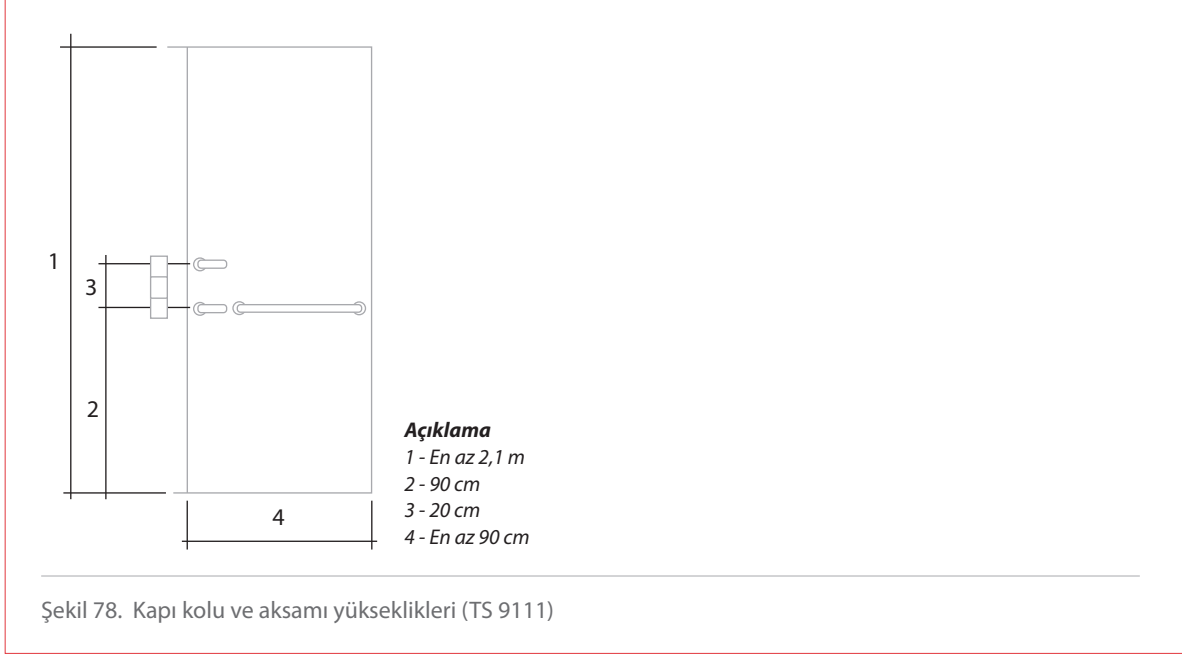 1
3
2
4
Açıklama
1 - En az 2,1 m
2 - 90 cm
3 - 20 cm
4 - En az 90 cm
Şekil 78. Kapı kolu ve aksamı yükseklikleri (TS 9111)